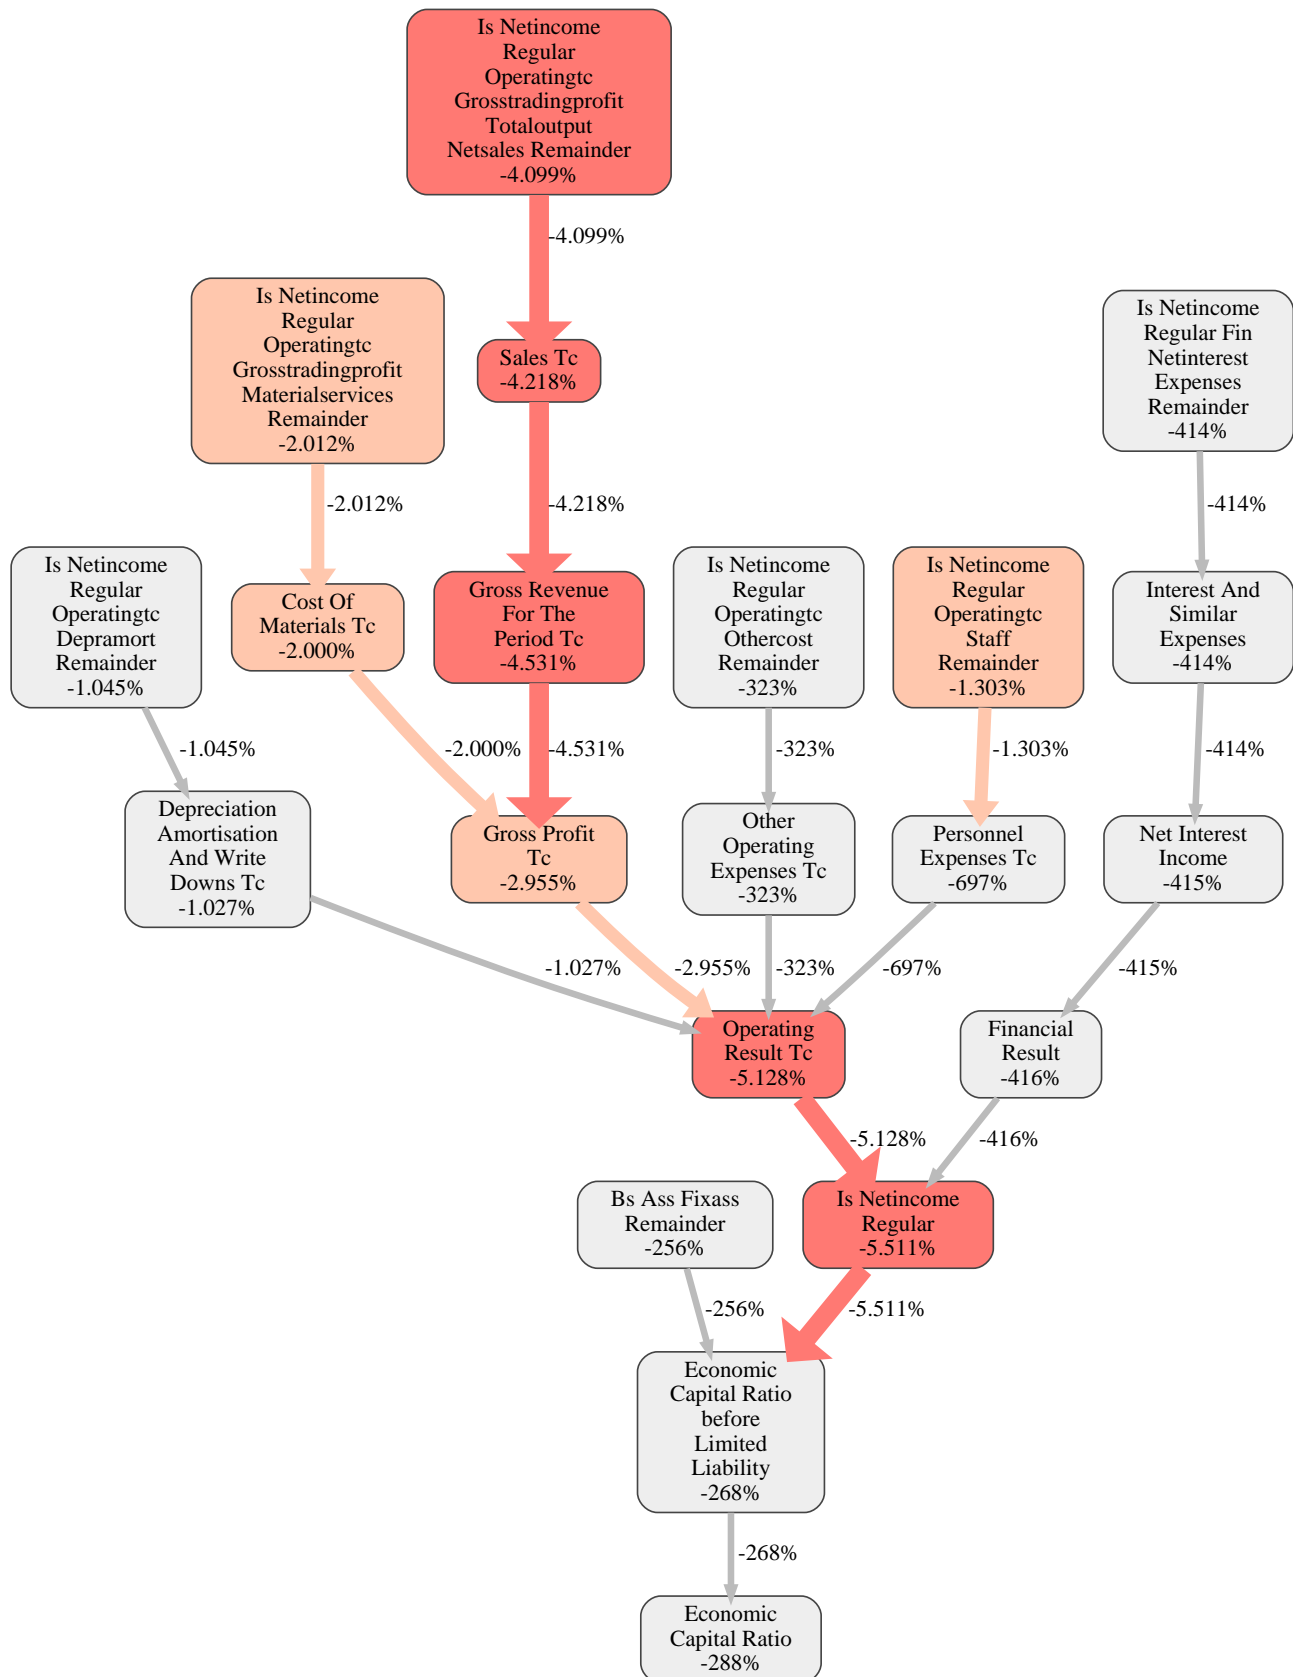 Is Netincome
Regular
Operatingtc
Grosstradingprofit
Totaloutput
Netsales Remainder
-4.099%
-4.099%
Is Netincome
Regular
Operatingtc
Grosstradingprofit
Materialservices
Remainder
-2.012%
Sales Tc
-4.218%
Is Netincome
Regular Fin
Netinterest
Expenses
Remainder
-414%
-2.012%
-4.218%
-414%
Is Netincome
Regular
Operatingtc
Depramort
Remainder
-1.045%
Cost Of
Materials Tc
-2.000%
Gross Revenue
For The
Period Tc
-4.531%
Is Netincome
Regular
Operatingtc
Othercost
Remainder
-323%
Is Netincome
Regular
Operatingtc
Staff
Remainder
-1.303%
Interest And
Similar
Expenses
-414%
-1.045%
-2.000%
-4.531%
-323%
-1.303%
-414%
Depreciation
Amortisation
And Write
Downs Tc
-1.027%
Gross Profit
Tc
-2.955%
Other
Operating
Expenses Tc
-323%
Personnel
Expenses Tc
-697%
Net Interest
Income
-415%
-1.027%
-2.955%
-323%
-697%
-415%
Operating
Result Tc
-5.128%
Financial
Result
-416%
-5.128%
-416%
Bs Ass Fixass
Remainder
-256%
Is Netincome
Regular
-5.511%
-256%
-5.511%
Economic
Capital Ratio
before
Limited
Liability
-268%
-268%
Economic
Capital Ratio
-288%